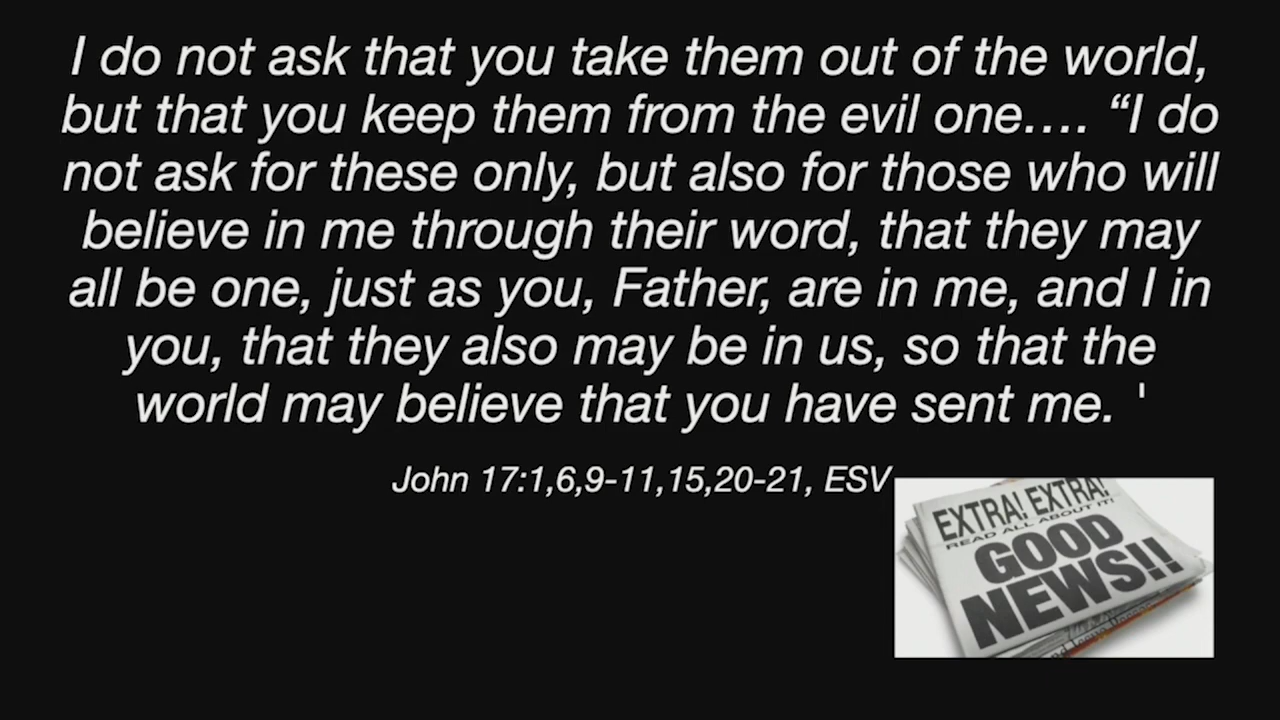 I do not ask that you take them out of the world,
but that you keep them from the evil one…. “I do
not ask for these only, but also for those who will
believe in me through their word, that they may
all be one, just as you, Father, are in me, and I in
you, that they also may be in us, so that the
world may believe that you have sent me. '
John 17:1,6,9-11,15,20-21, ESV
EXTRA! EXTRA!
READ ALL ABOUT IT!
GOOD
NEWS!!